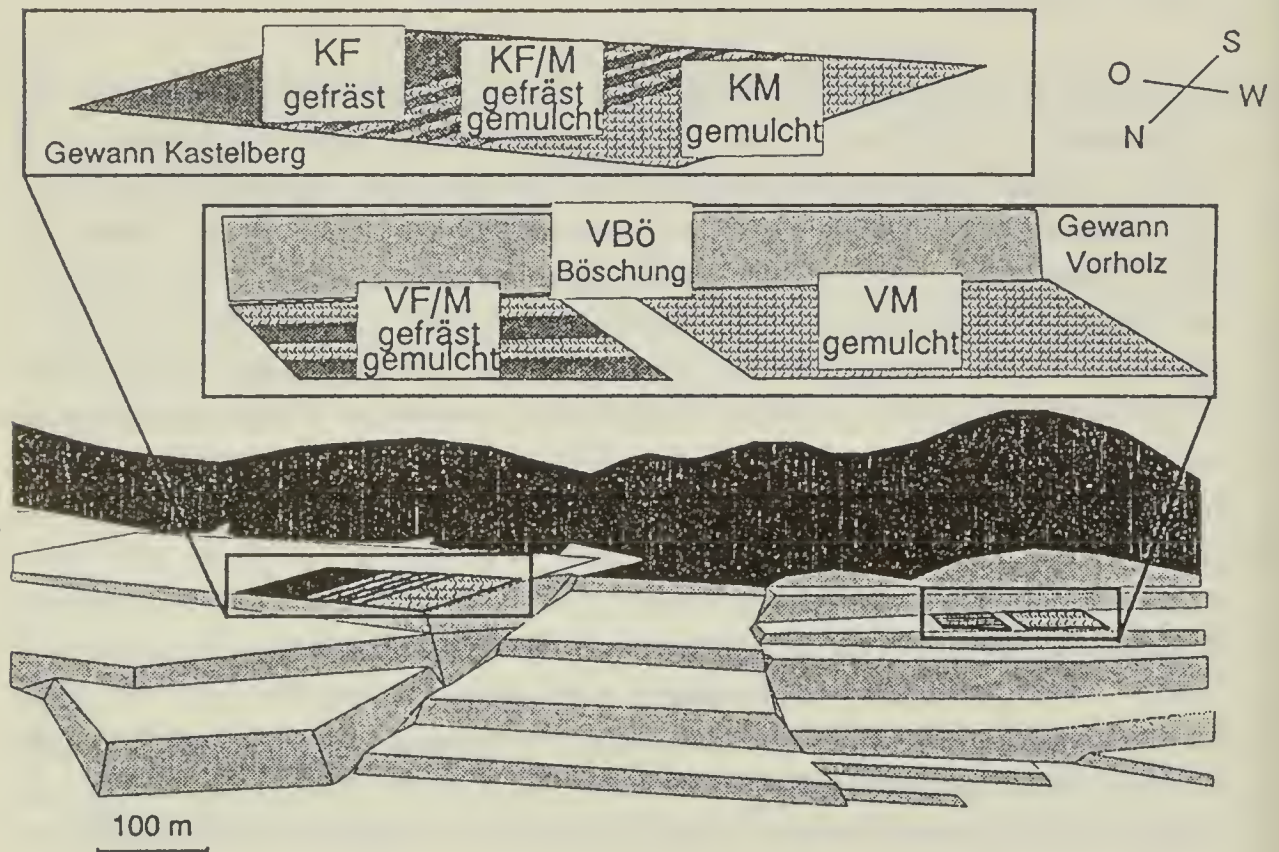 KF
gefräst
KF/M
gefräst
gemulcht
KM
gemulcht
Gewann Kastelberg
S
O
W
N
VBö
Böschung
Gewann
Vorholz
VF/M
gefräst
gemulcht
VM
gemulcht
100 m